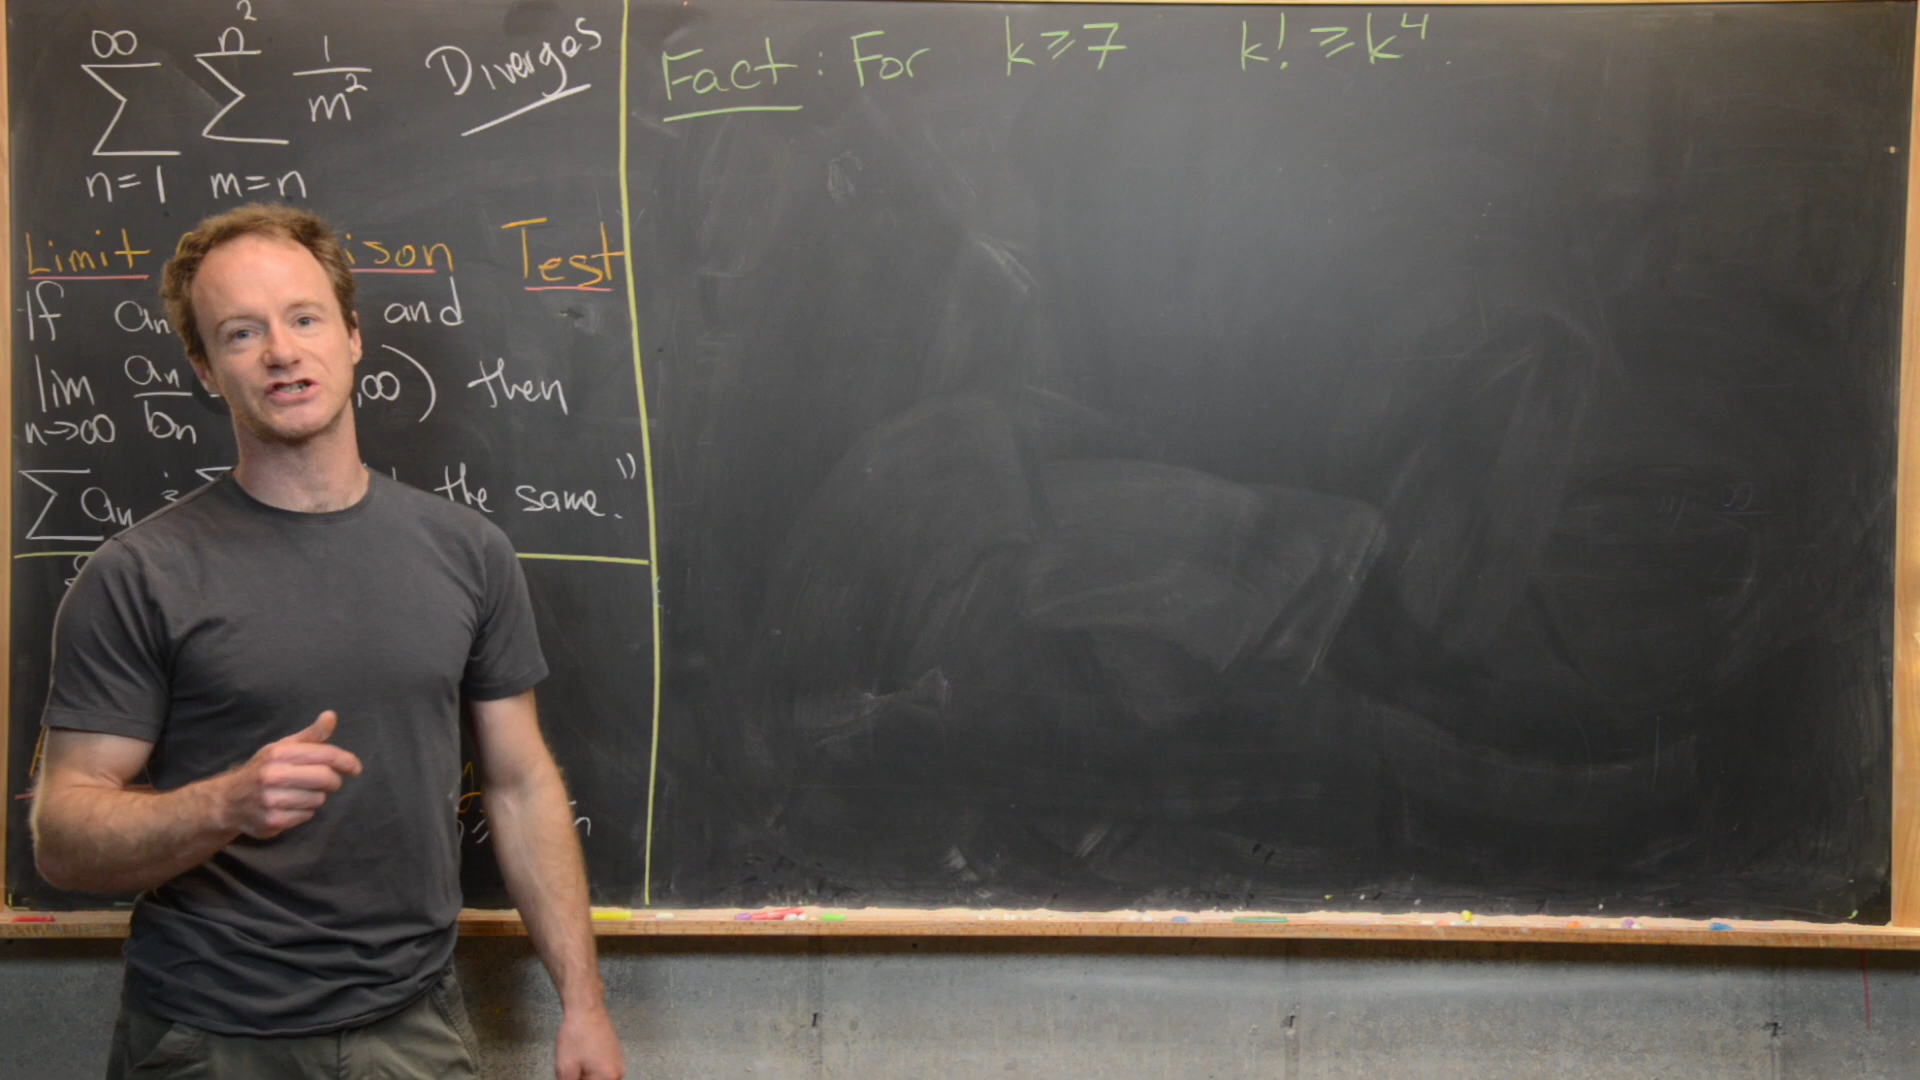 ∞ n²
∑ ∑ 1/m² Diverges
n=1 m=n
Limit ison Test
If an and
lim an/bn ,∞) then
n→∞
∑ an the same."
Fact: For k≥7 k! ≥ k⁴.